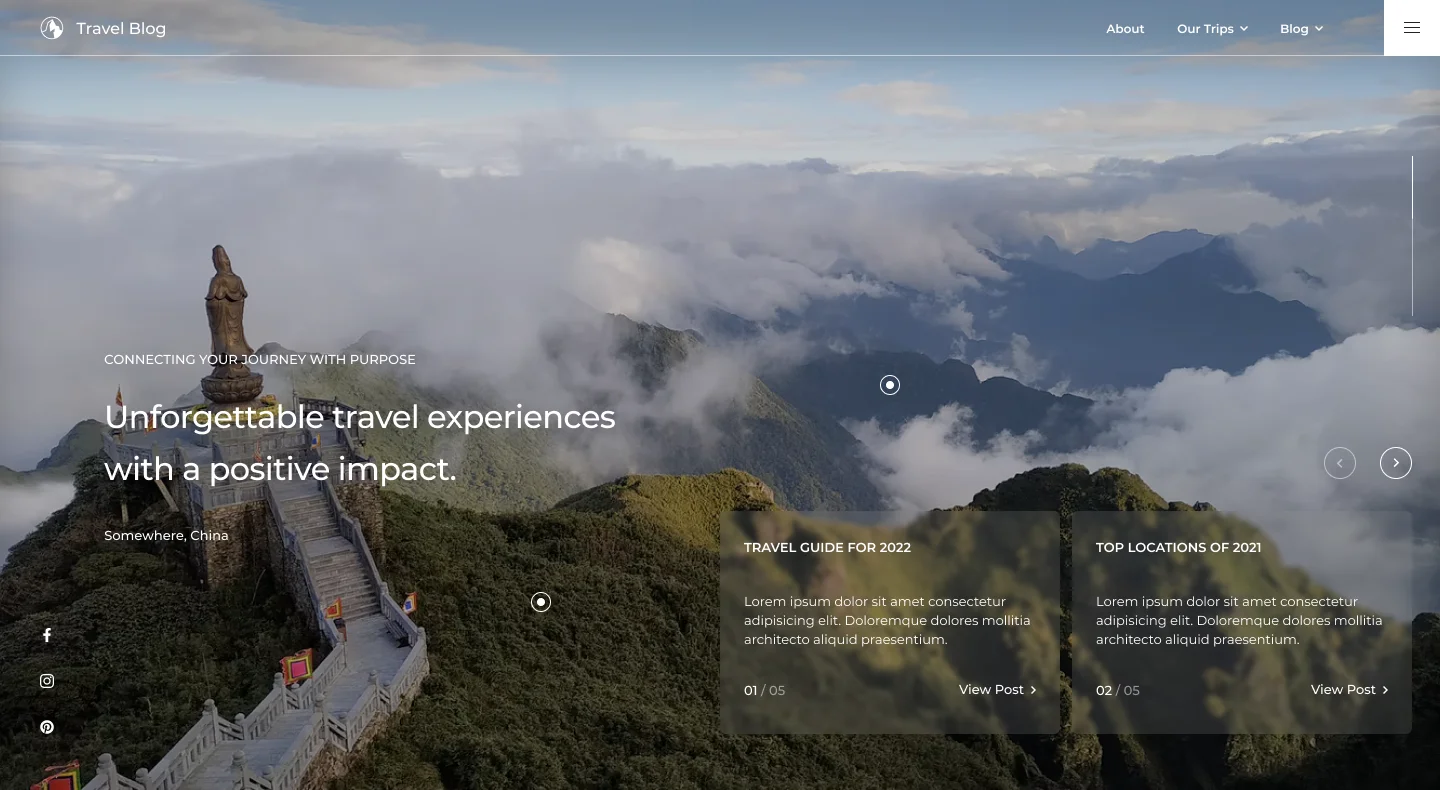 Travel Blog
About
Our Trips
Blog
CONNECTING YOUR JOURNEY WITH PURPOSE
Unforgettable travel experiences
with a positive impact.
Somewhere, China
TRAVEL GUIDE FOR 2022
Lorem ipsum dolor sit amet consectetur
adipisicing elit. Doloremque dolores mollitia
architecto aliquid praesentium.
01 / 05
View Post
TOP LOCATIONS OF 2021
Lorem ipsum dolor sit amet consectetur
adipisicing elit. Doloremque dolores mollitia
architecto aliquid praesentium.
02 / 05
View Post